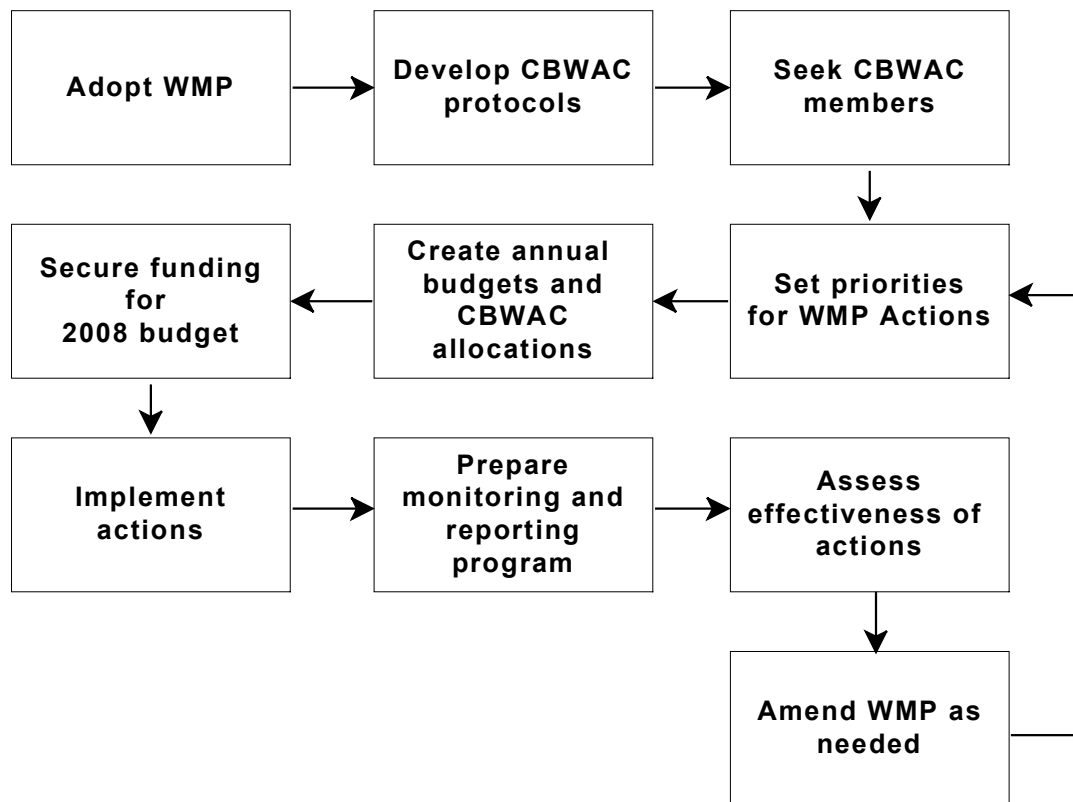 Adopt WMP
Develop CBWAC
protocols
Seek CBWAC
members
Set priorities
for WMP Actions
Create annual
budgets and
CBWAC
allocations
Secure funding
for
2008 budget
Implement
actions
Prepare
monitoring and
reporting
program
Assess
effectiveness of
actions
Amend WMP as
needed